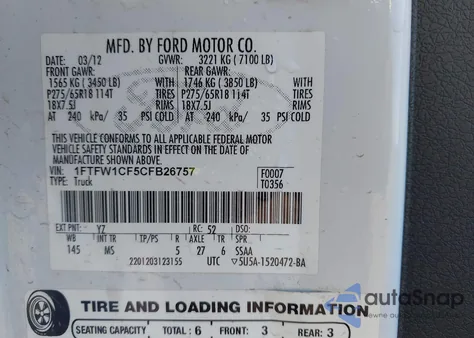 MFD. BY FORD MOTOR CO.
DATE: 03/12 GVWR: 3221 KG ( 7100 LB)
FRONT GAWR: REAR GAWR:
1565 KG ( 3450 LB) WITH 1746 KG ( 3850 LB) WITH
P275/65R18 114T TIRES P275/65R18 114T TIRES
18X7.5J RIMS 18X7.5J RIMS
AT 240 kPa/ 35 PSI COLD AT 240 kPa/ 35 PSI COLD
THIS VEHICLE CONFORMS TO ALL APPLICABLE FEDERAL MOTOR
VEHICLE SAFETY STANDARDS IN EFFECT ON THE DATE OF
MANUFACTURE SHOWN ABOVE.
VIN: 1FTFW1CF5CFB26757 F0007
TYPE: Truck T0356
EXT PNT: YZ RC: 52 DSO:
WB INT TR TP/PS R AXLE TR SPR
145 MS 5 27 6 SSAA
2201203123155 UTC 5U5A-1520472-BA
TIRE AND LOADING INFORMATION
SEATING CAPACITY TOTAL: 6 FRONT: 3 REAR: 3
autoSnap